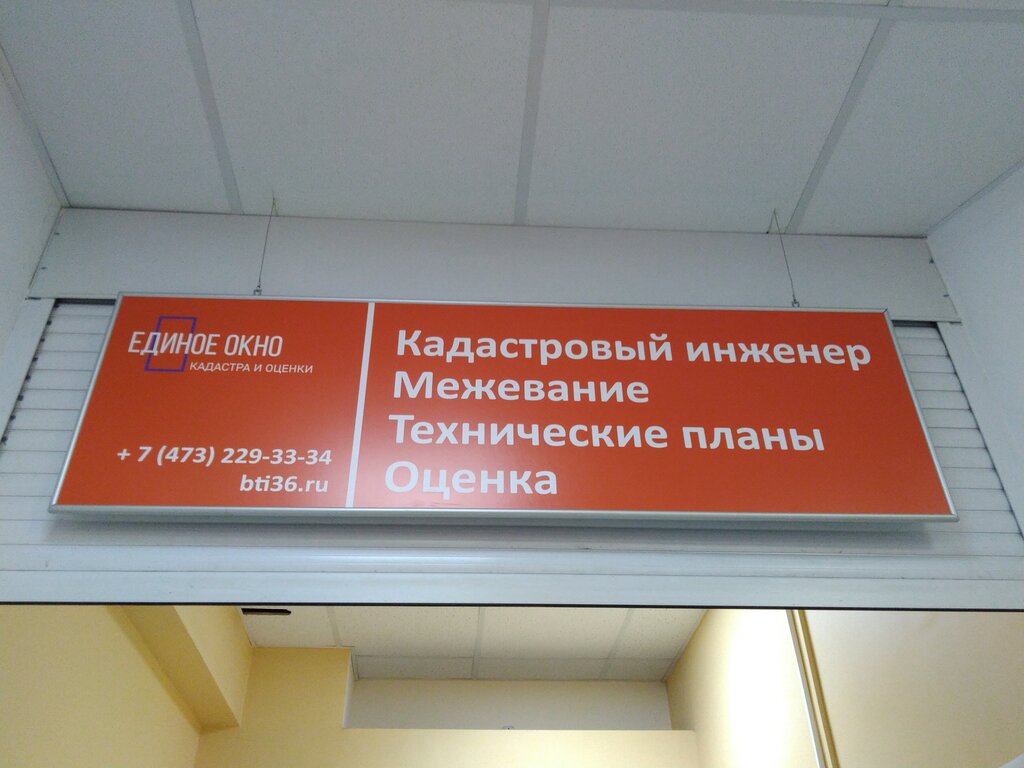 ЕДИНОЕ ОКНО
КАДАСТРА И ОЦЕНКИ
+ 7 (473) 229-33-34
bti36.ru
Кадастровый инженер
Межевание
Технические планы
Оценка